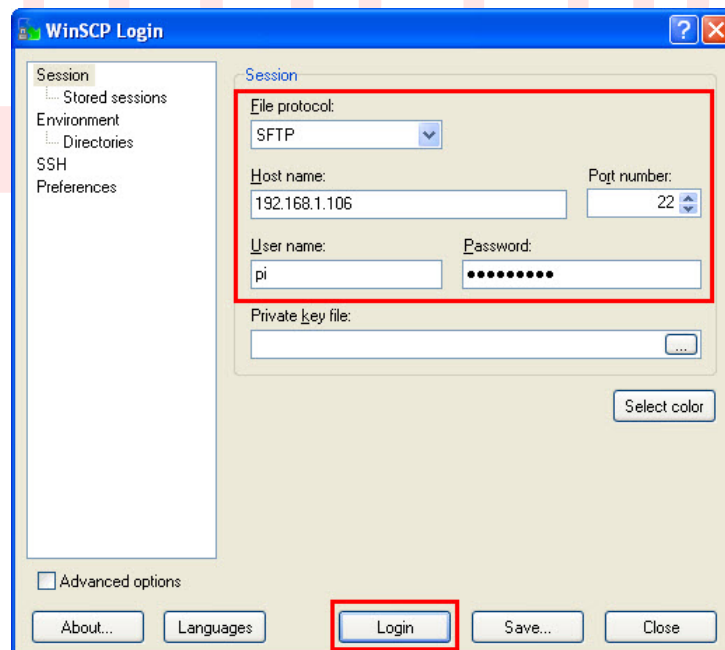 WinSCP Login
Session
Stored sessions
Environment
Directories
SSH
Preferences
Session
File protocol:
SFTP
Host name:
Port number:
192.168.1.106
22
User name:
Password:
pi
●●●●●●●●●
Private key file:
...
Select color
Advanced options
About...
Languages
Login
Save...
Close